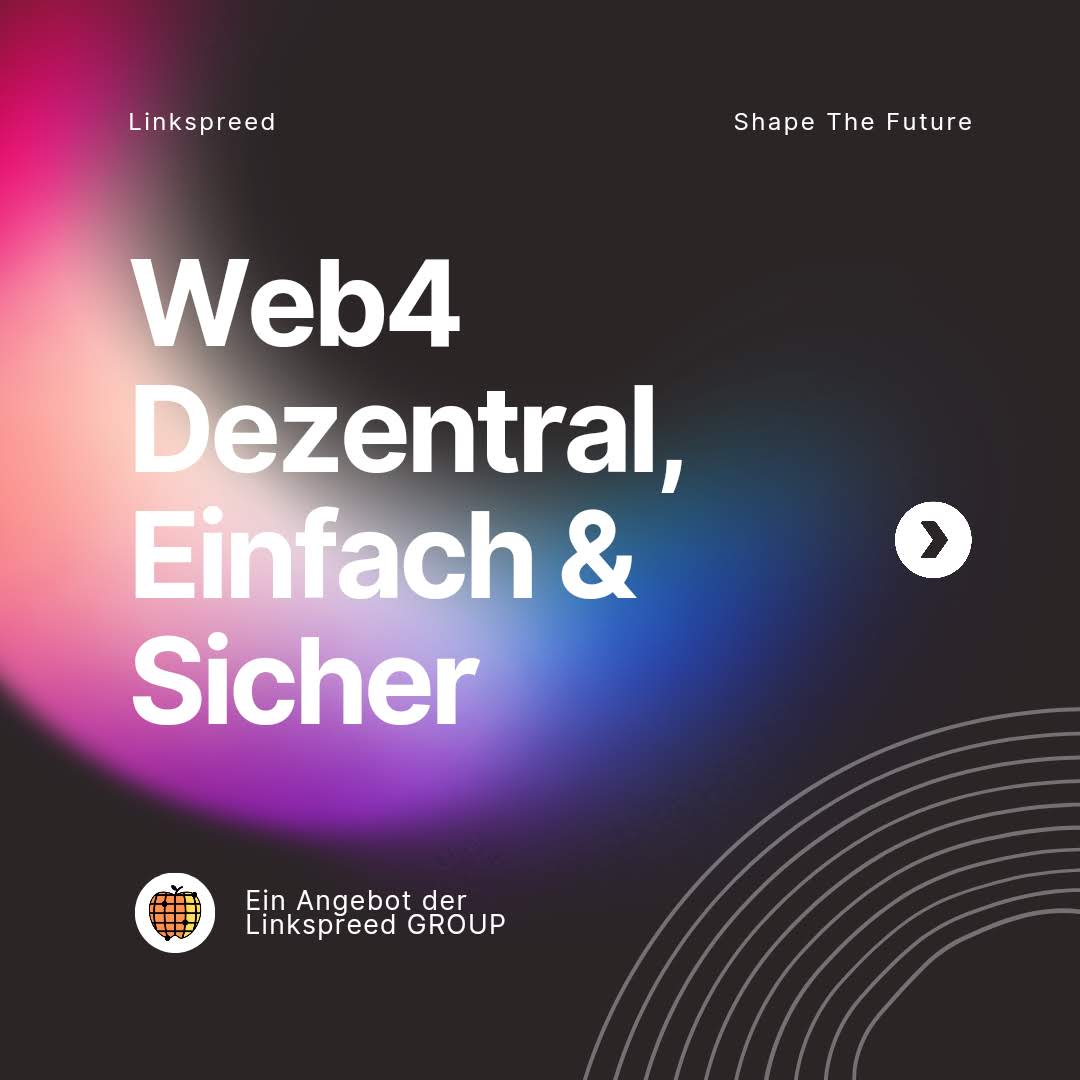 Linkspreed
Shape The Future
Web4
Dezentral,
Einfach &
Sicher
Ein Angebot der
Linkspreed GROUP